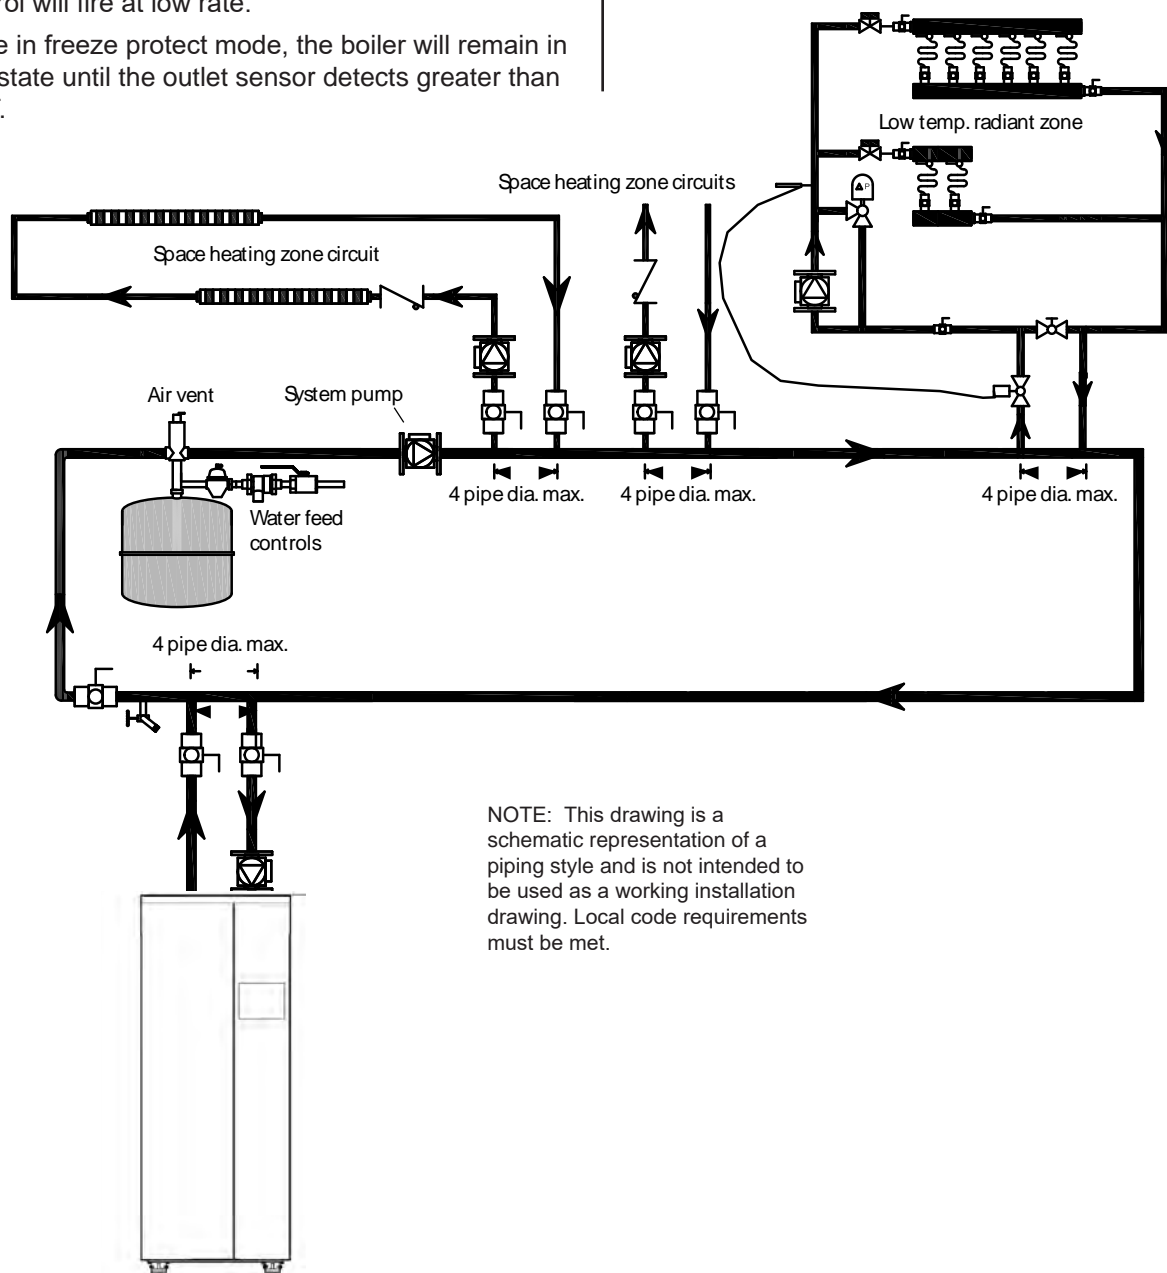 will fire at low rate.
in freeze protect mode, the boiler will remain in
state until the outlet sensor detects greater than
Low temp. radiant zone
Space heating zone circuits
ΔP
Space heating zone circuit
Air vent
System pump
4 pipe dia. max.
4 pipe dia. max.
4 pipe dia. max.
Water feed
controls
4 pipe dia. max.
NOTE: This drawing is a
schematic representation of a
piping style and is not intended to
be used as a working installation
drawing. Local code requirements
must be met.